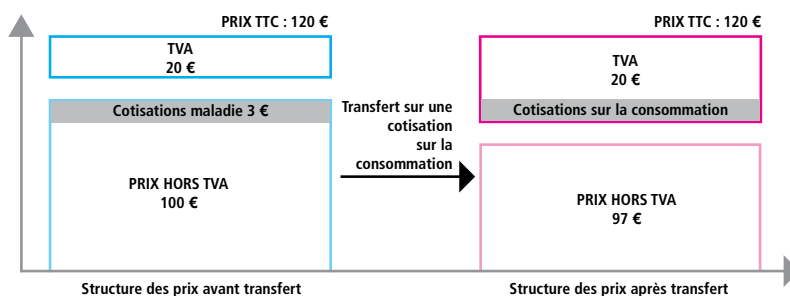 PRIX TTC : 120 €
TVA
20 €
Cotisations maladie 3 €
PRIX HORS TVA
100 €
Structure des prix avant transfert
Transfert sur une
cotisation
sur la
consommation
PRIX TTC : 120 €
TVA
20 €
Cotisations sur la consommation
PRIX HORS TVA
97 €
Structure des prix après transfert